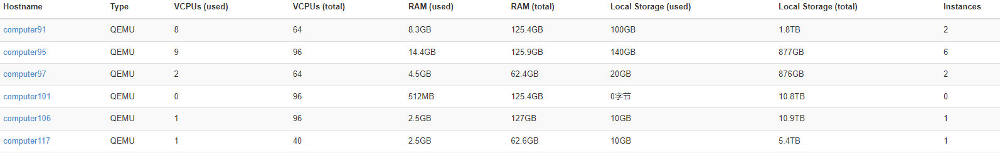 Hostname Type VCPUs (used) VCPUs (total) RAM (used) RAM (total) Local Storage (used) Local Storage (total) Instances
computer91 QEMU 8 64 8.3GB 125.4GB 100GB 1.8TB 2
computer95 QEMU 9 96 14.4GB 125.9GB 140GB 877GB 6
computer97 QEMU 2 64 4.5GB 62.4GB 20GB 876GB 2
computer101 QEMU 0 96 512MB 125.4GB 0字节 10.8TB 0
computer106 QEMU 1 96 2.5GB 127GB 10GB 10.9TB 1
computer117 QEMU 1 40 2.5GB 62.6GB 10GB 5.4TB 1